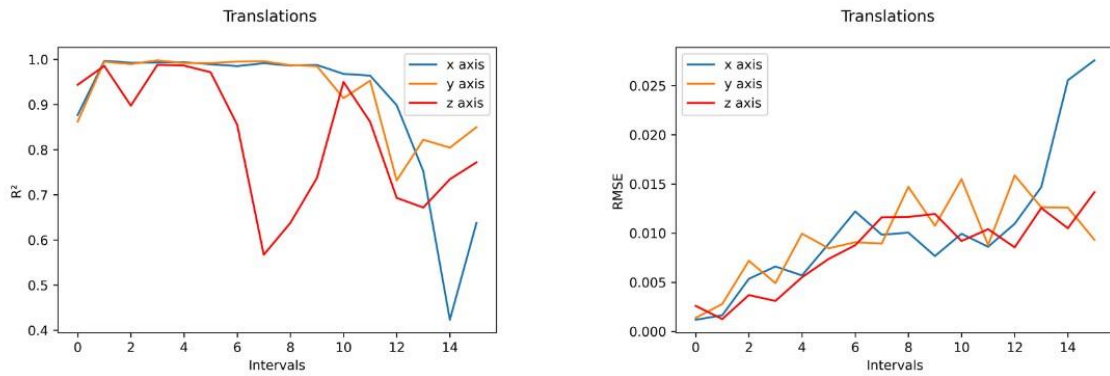 Translations
1.0
0.9
0.8
0.7
0.6
0.5
0.4
R²
x axis
y axis
z axis
0 2 4 6 8 10 12 14
Intervals
Translations
0.025
0.020
0.015
0.010
0.005
0.000
RMSE
x axis
y axis
z axis
0 2 4 6 8 10 12 14
Intervals